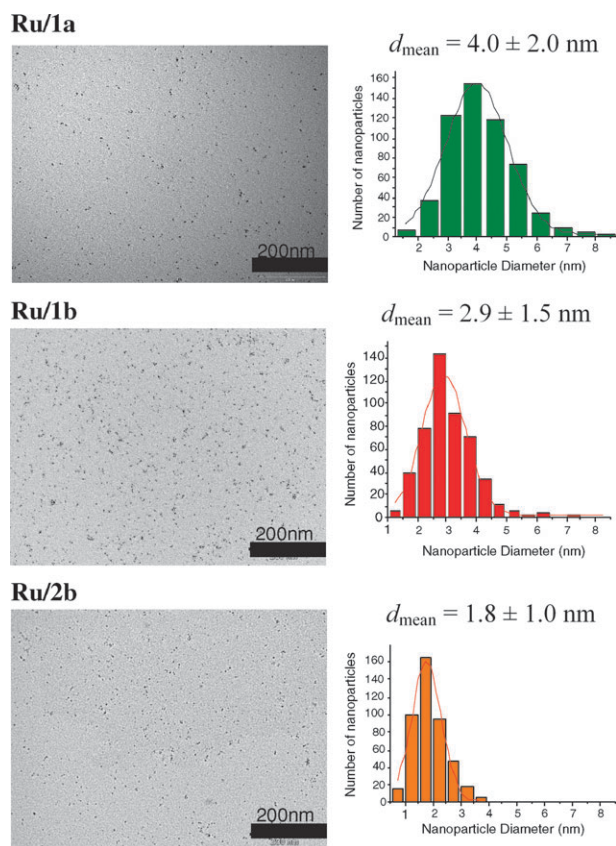 Ru/1a
d_mean = 4.0 ± 2.0 nm
200nm
Number of nanoparticles
160
140
120
100
80
60
40
20
0
2 3 4 5 6 7 8
Nanoparticle Diameter (nm)
Ru/1b
d_mean = 2.9 ± 1.5 nm
200nm
Number of nanoparticles
140
120
100
80
60
40
20
0
1 2 3 4 5 6 7 8
Nanoparticle Diameter (nm)
Ru/2b
d_mean = 1.8 ± 1.0 nm
200nm
Number of nanoparticles
160
140
120
100
80
60
40
20
0
1 2 3 4 5 6 7 8
Nanoparticle Diameter (nm)